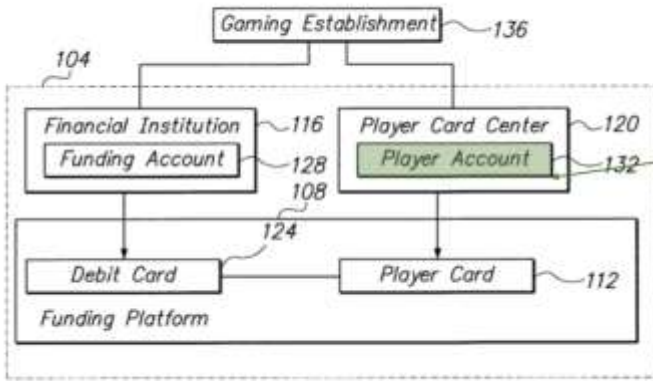 Gaming Establishment
136
104
Financial Institution
116
Player Card Center
120
Funding Account
128
Player Account
132
108
124
Debit Card
Player Card
112
Funding Platform